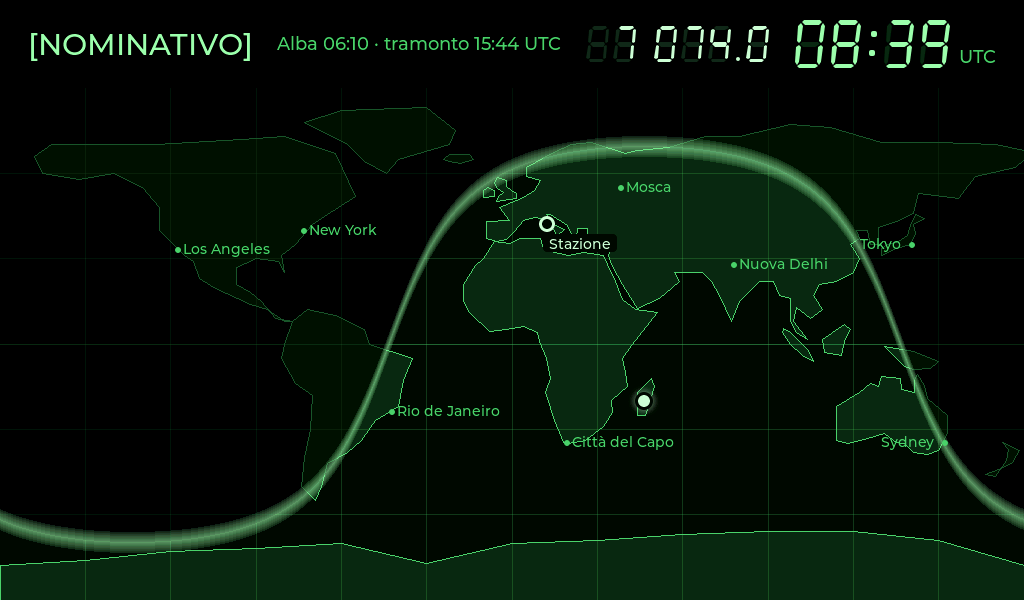 [NOMINATIVO]
Alba 06:10 · tramonto 15:44 UTC
7 074.0
08:39 UTC
Mosca
New York
Los Angeles
Stazione
Tokyo
Nuova Delhi
Rio de Janeiro
Città del Capo
Sydney